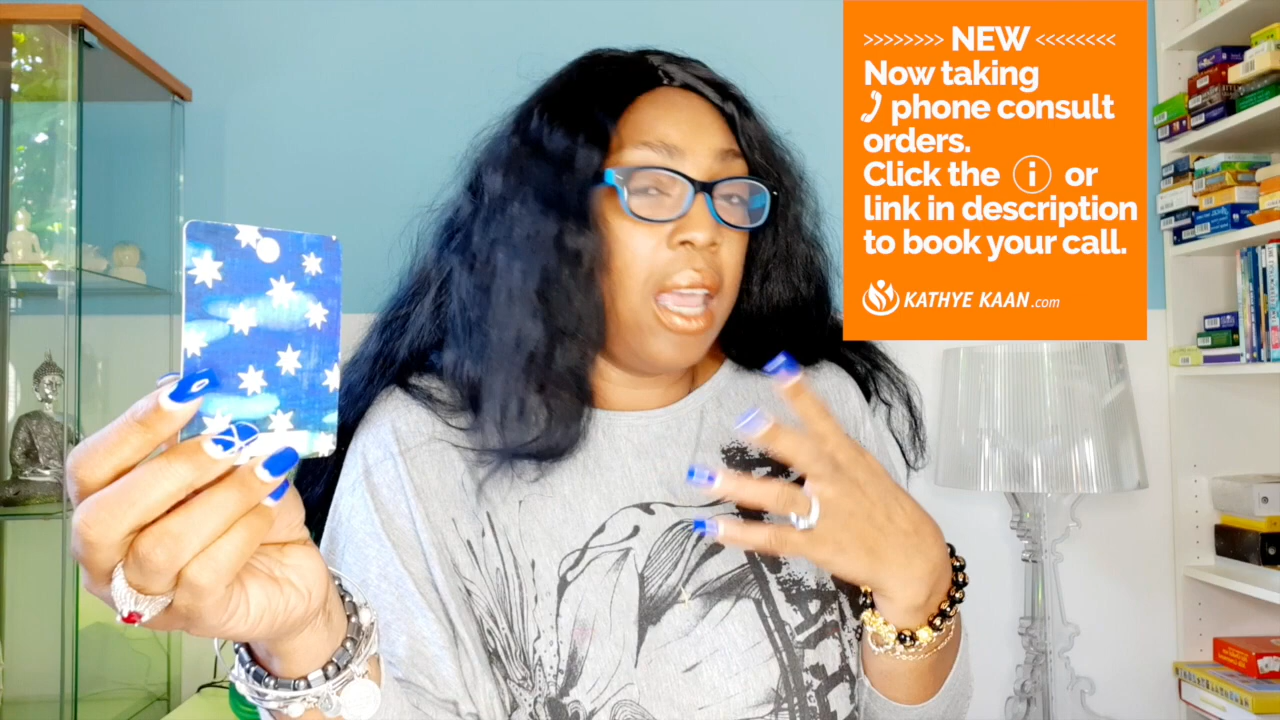 >>>>>>>> NEW <<<<<<<<
Now taking
phone consult
orders.
Click the i or
link in description
to book your call.
KATHYE KAAN.com